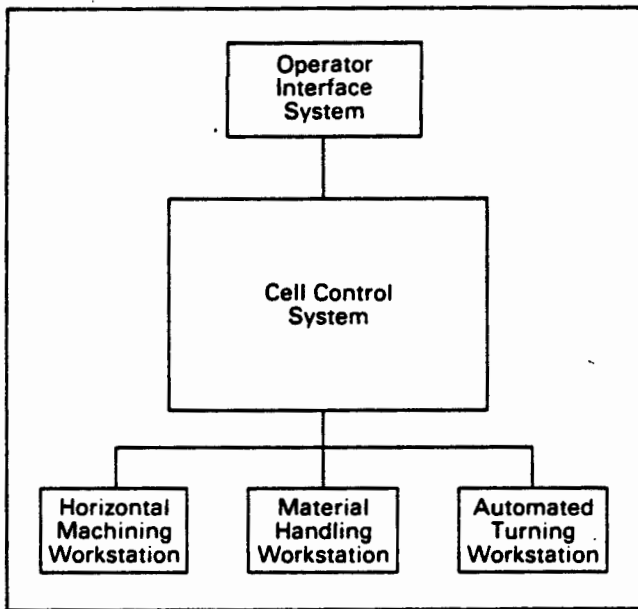 Operator
Interface
System
Cell Control
System
Horizontal
Machining
Workstation
Material
Handling
Workstation
Automated
Turning
Workstation